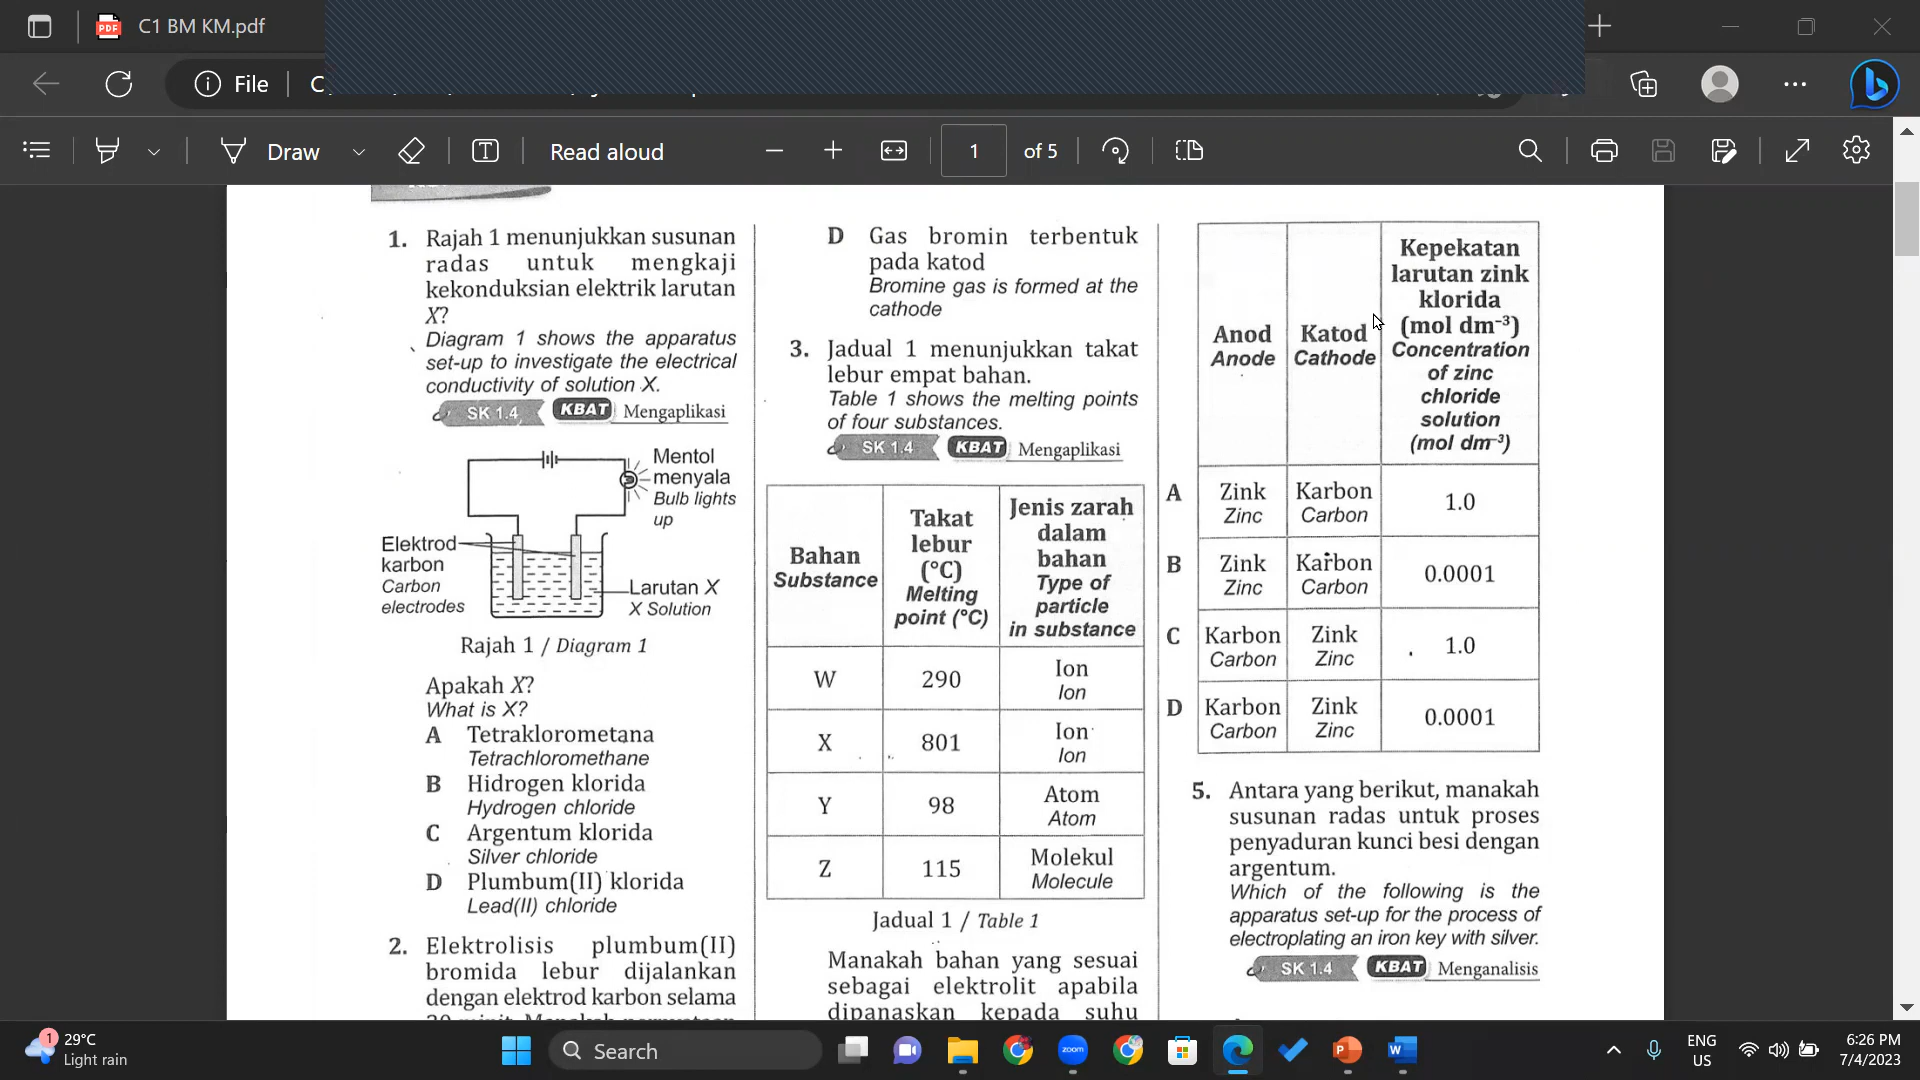 C1 BM KM.pdf
File
Draw
Read aloud
1
of 5
1. Rajah 1 menunjukkan susunan
radas untuk mengkaji
kekonduksian elektrik larutan
X?
Diagram 1 shows the apparatus
set-up to investigate the electrical
conductivity of solution X.
SK 1.4 KBAT Mengaplikasi
Mentol
menyala
Bulb lights
up
Elektrod
karbon
Carbon
electrodes
Larutan X
X Solution
Rajah 1 / Diagram 1
Apakah X?
What is X?
A Tetraklorometana
Tetrachloromethane
B Hidrogen klorida
Hydrogen chloride
C Argentum klorida
Silver chloride
D Plumbum(II) klorida
Lead(II) chloride
2. Elektrolisis plumbum(II)
bromida lebur dijalankan
dengan elektrod karbon selama
D Gas bromin terbentuk
pada katod
Bromine gas is formed at the
cathode
3. Jadual 1 menunjukkan takat
lebur empat bahan.
Table 1 shows the melting points
of four substances.
SK 1.4 KBAT Mengaplikasi
Bahan
Substance
Takat
lebur
(°C)
Melting
point (°C)
Jenis zarah
dalam
bahan
Type of
particle
in substance
W 290 Ion
Ion
X 801 Ion
Ion
Y 98 Atom
Atom
Z 115 Molekul
Molecule
Jadual 1 / Table 1
Manakah bahan yang sesuai
sebagai elektrolit apabila
dipanaskan kepada suhu
Anod
Anode
Katod
Cathode
Kepekatan
larutan zink
klorida
(mol dm⁻³)
Concentration
of zinc
chloride
solution
(mol dm⁻³)
A Zink Karbon 1.0
Zinc Carbon
B Zink Karbon 0.0001
Zinc Carbon
C Karbon Zink 1.0
Carbon Zinc
D Karbon Zink 0.0001
Carbon Zinc
5. Antara yang berikut, manakah
susunan radas untuk proses
penyaduran kunci besi dengan
argentum.
Which of the following is the
apparatus set-up for the process of
electroplating an iron key with silver.
SK 1.4 KBAT Menganalisis
1
29°C
Light rain
Search
zoom
ENG
US
6:26 PM
7/4/2023